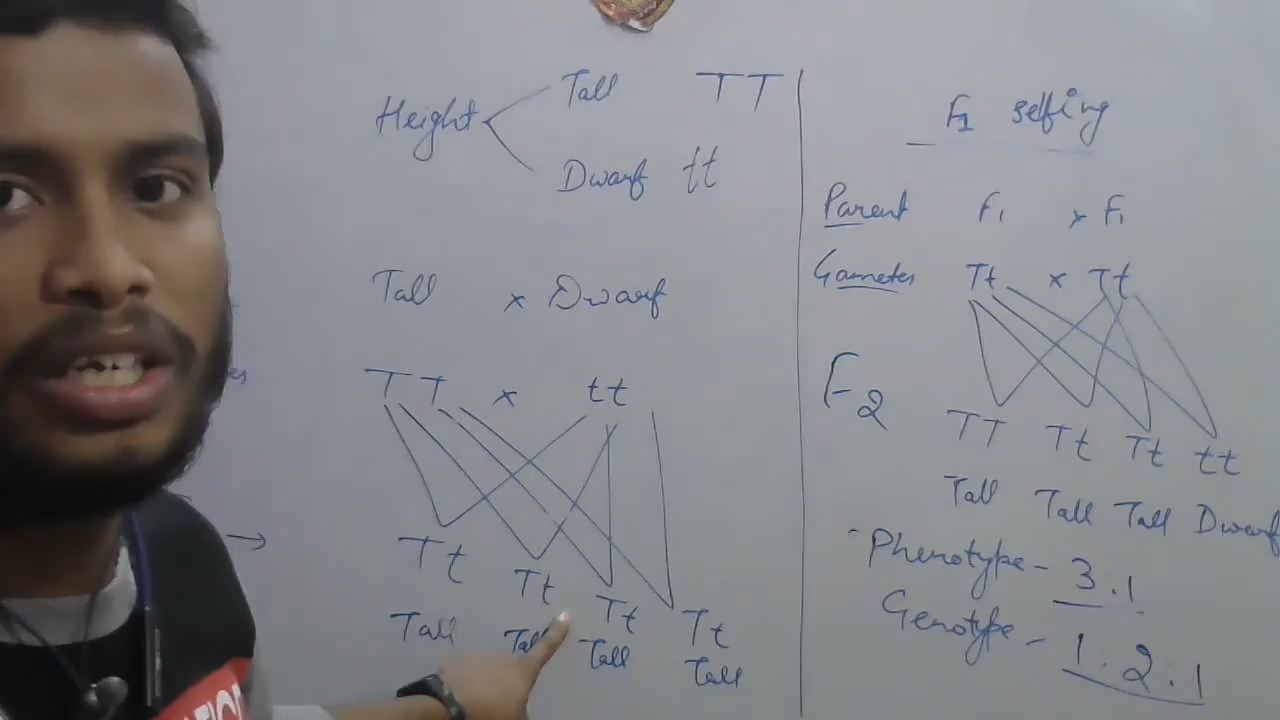 Height Tall TT
Dwarf tt
Tall x Dwarf
TT x tt
Tt Tt Tt Tt
Tall Tall Tall Tall
F1 selfing
Parent F1 x F1
Gametes Tt x Tt
F2
TT Tt Tt tt
Tall Tall Tall Dwarf
Phenotype - 3.1
Genotype - 1.2.1